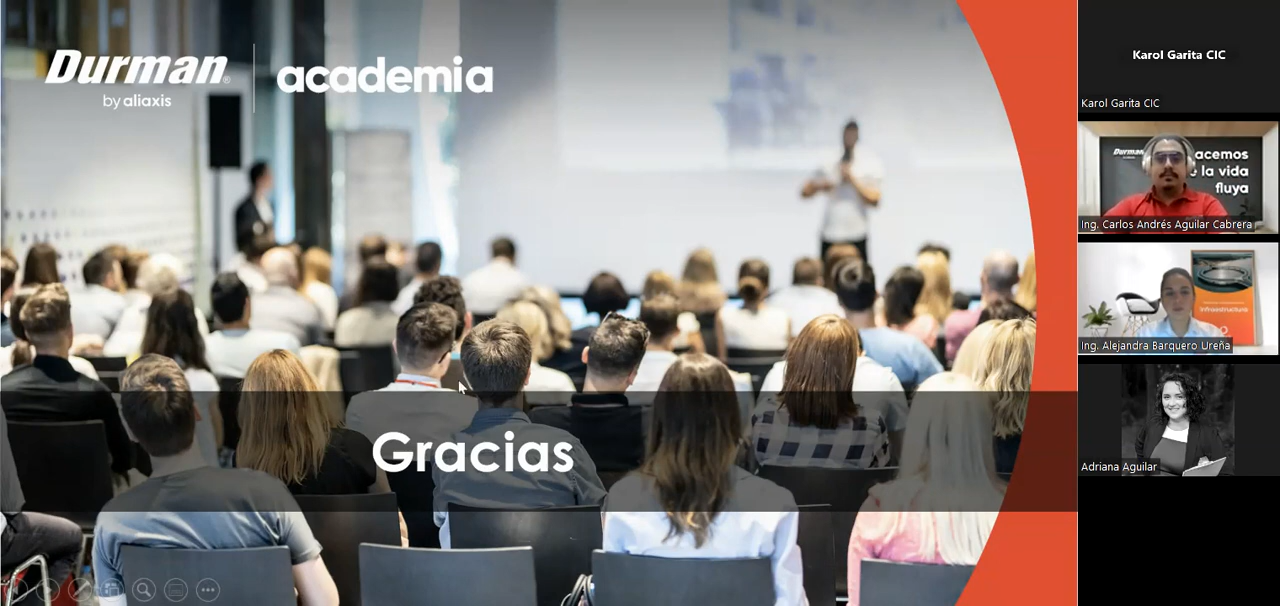 Durman®
by aliaxis
academia
Gracias
Karol Garita CIC
Karol Garita CIC
Durman
acemos
e la vida
fluya
Ing. Carlos Andrés Aguilar Cabrera
Infraestructura
Ing. Alejandra Barquero Ureña
Adriana Aguilar